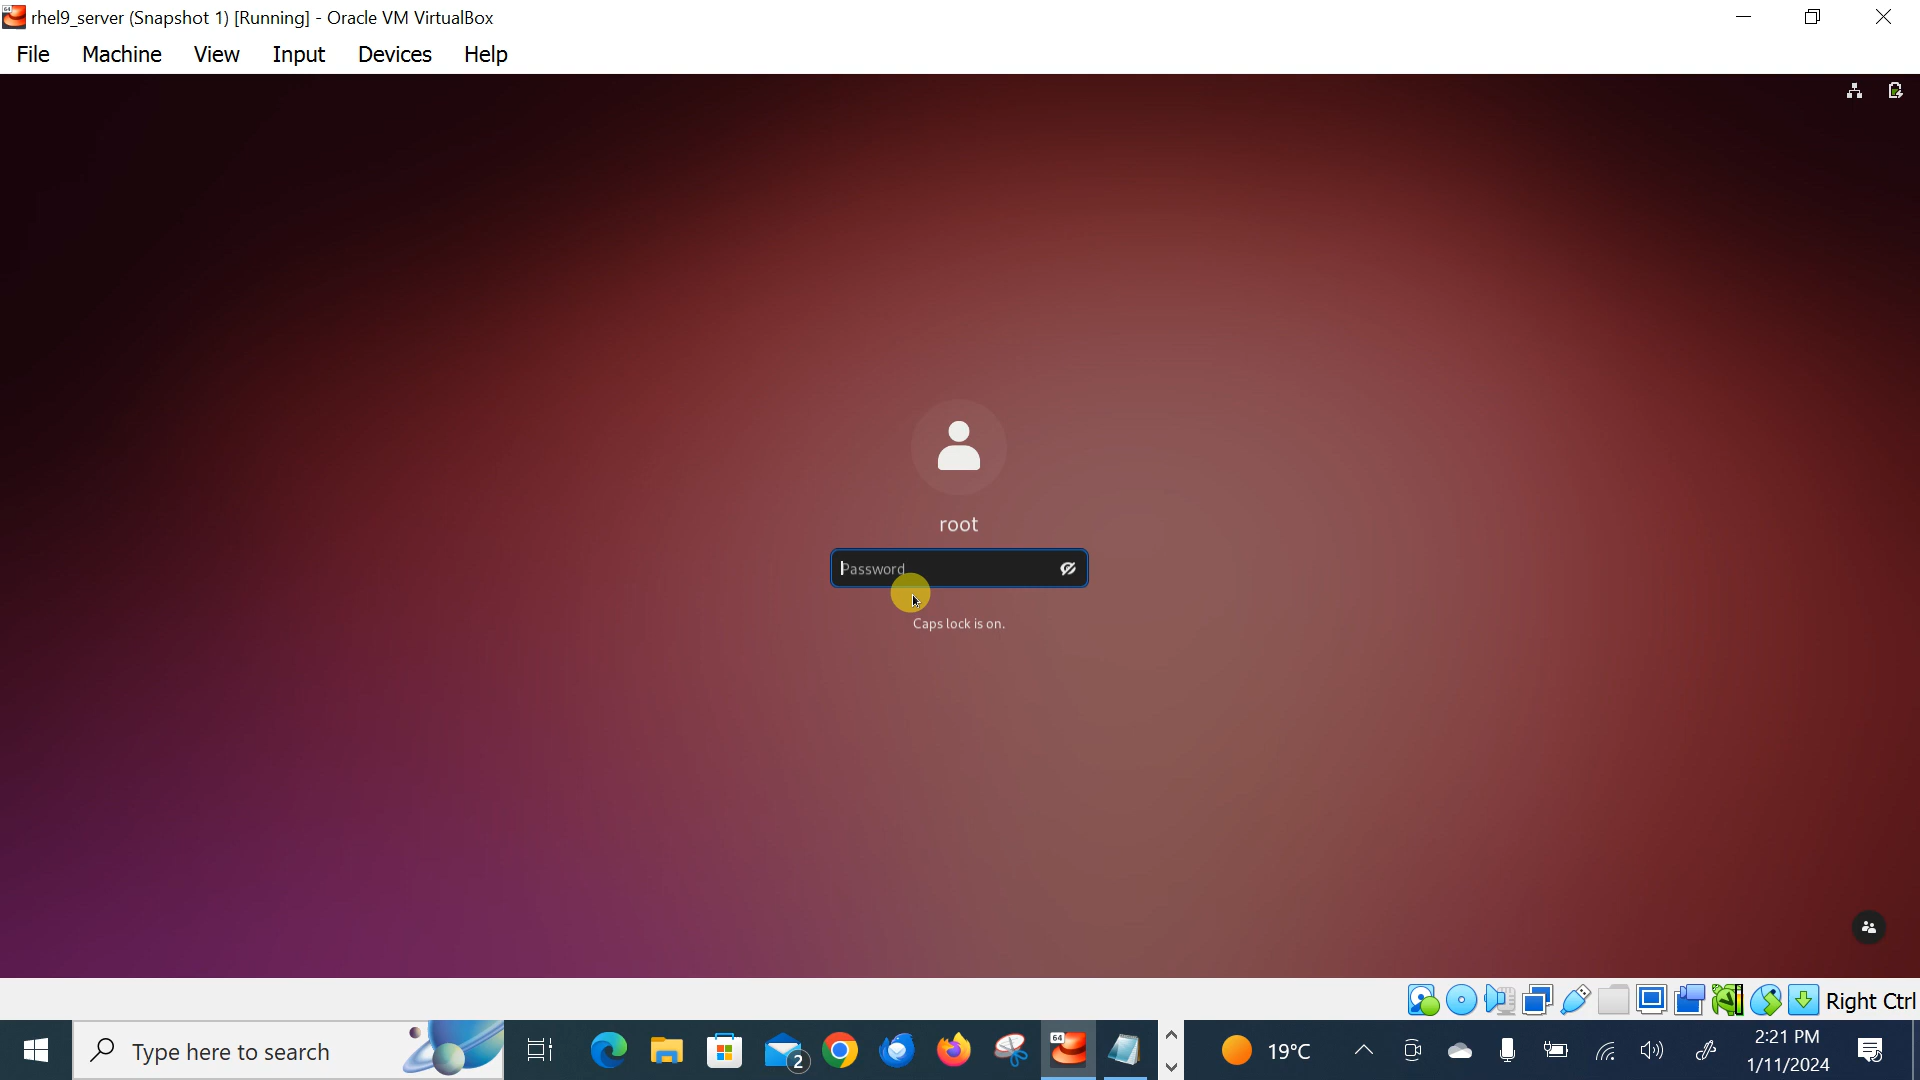 rhel9_server (Snapshot 1) [Running] - Oracle VM VirtualBox
File Machine View Input Devices Help
root
Password
Caps lock is on.
Right Ctrl
Type here to search
2
64
19°C
2:21 PM
1/11/2024